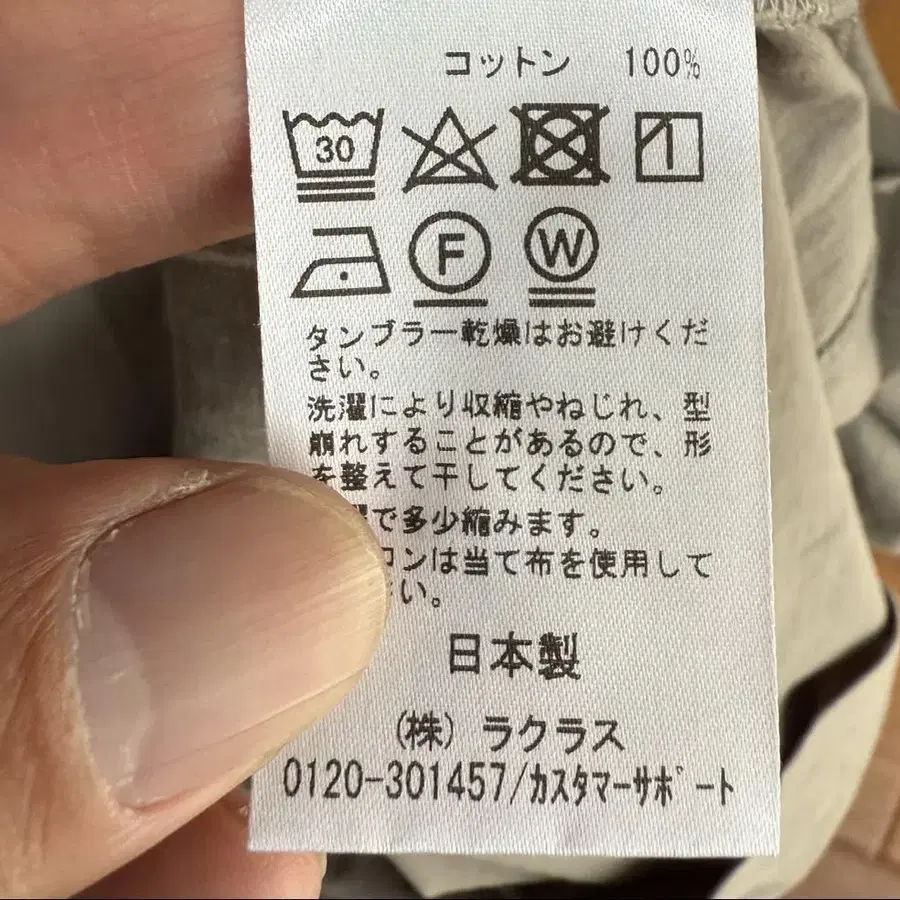 コットン 100%
30
F W
タンブラー乾燥はお避けくだ
さい。
洗濯により収縮やねじれ、型
崩れすることがあるので、形
を整えて干してください。
で多少縮みます。
ロンは当て布を使用して
い。
日本製
(株) ラクラス
0120-301457/カスタマーサポート